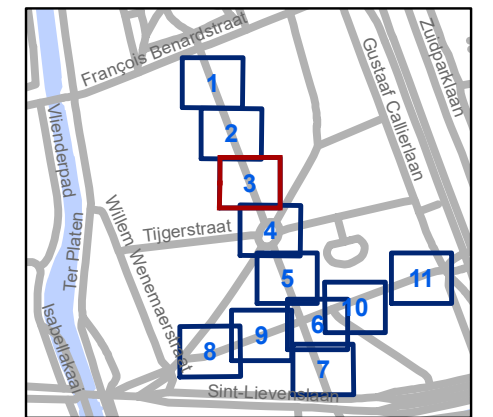 François Benardstraat
Zuidparklaan
Gustaaf Callierlaan
1
2
Vlienderpad
3
Willem Wenemaerstraat
Ter Platen
Tijgerstraat
4
5
11
10
Isabellakaai
6
9
8
7
Sint-Lievenslaan